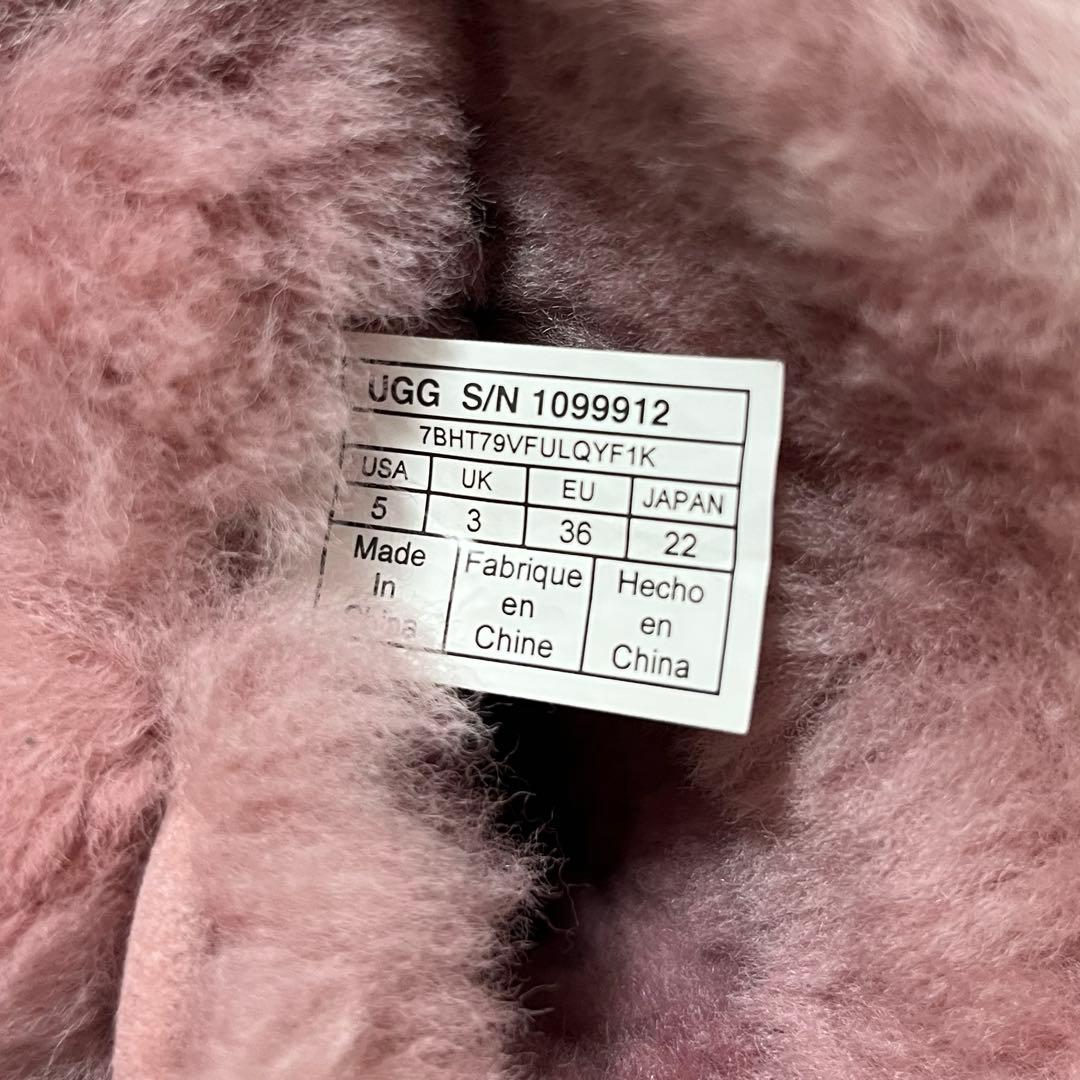 UGG S/N 1099912
7BHT79VFULQYF1K
USA UK EU JAPAN
5 3 36 22
Made
In
China
Fabrique
en
Chine
Hecho
en
China